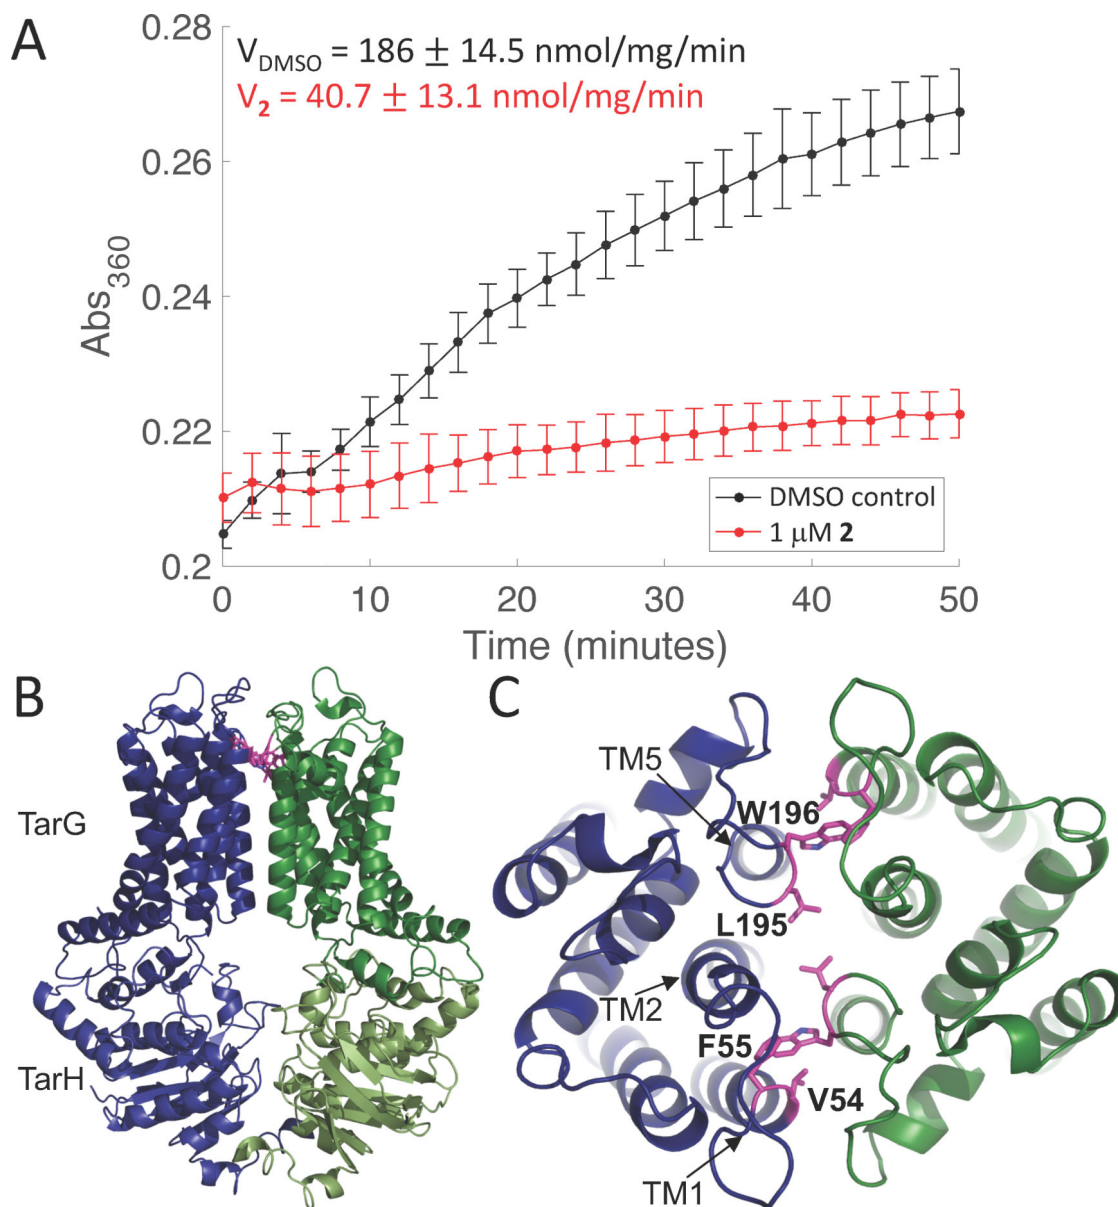 A
V_DMSO = 186 ± 14.5 nmol/mg/min
V_2 = 40.7 ± 13.1 nmol/mg/min
0.28
0.26
0.24
0.22
0.2
Abs_360
DMSO control
1 μM 2
0 10 20 30 40 50
Time (minutes)
B
TarG
TarH
C
TM5
W196
L195
TM2
F55
V54
TM1